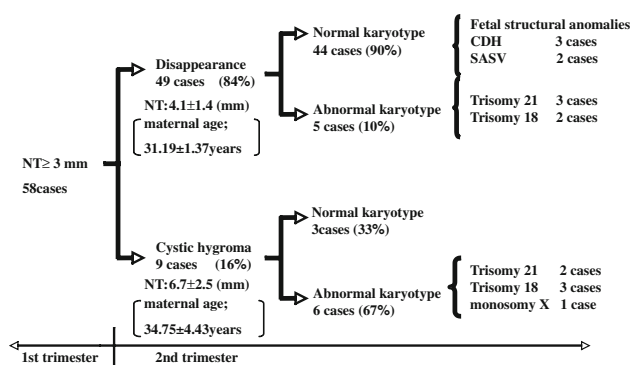 NT≥ 3 mm
58cases
Disappearance
49 cases (84%)
NT:4.1±1.4 (mm)
maternal age;
31.19±1.37years
Normal karyotype
44 cases (90%)
Fetal structural anomalies
CDH 3 cases
SASV 2 cases
Abnormal karyotype
5 cases (10%)
Trisomy 21 3 cases
Trisomy 18 2 cases
Cystic hygroma
9 cases (16%)
NT:6.7±2.5 (mm)
maternal age;
34.75±4.43years
Normal karyotype
3cases (33%)
Abnormal karyotype
6 cases (67%)
Trisomy 21 2 cases
Trisomy 18 3 cases
monosomy X 1 case
1st trimester 2nd trimester